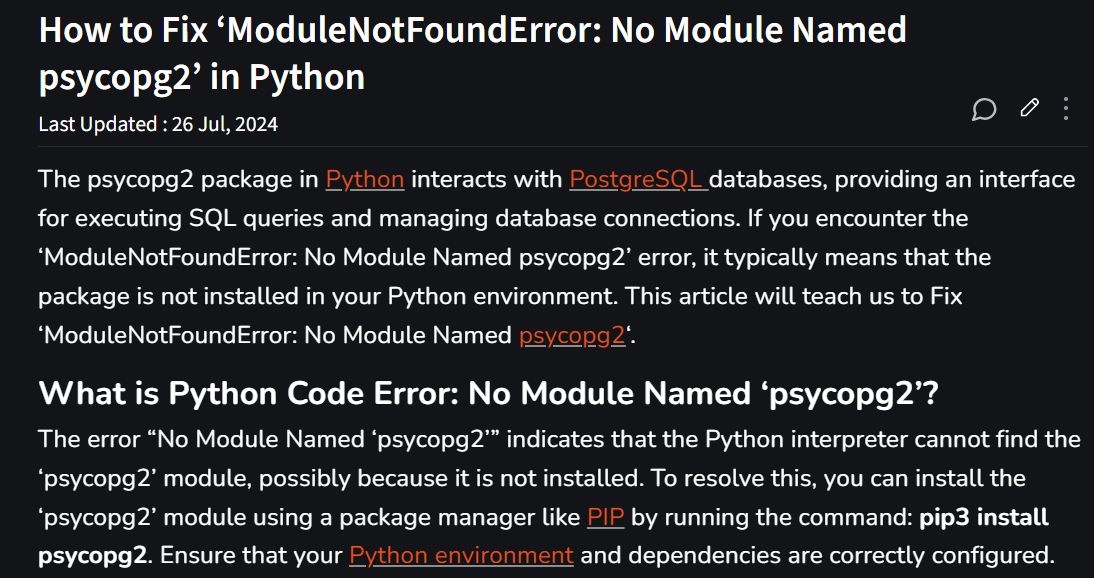 How to Fix ‘ModuleNotFoundError: No Module Named
psycopg2’ in Python
Last Updated : 26 Jul, 2024
The psycopg2 package in Python interacts with PostgreSQL databases, providing an interface
for executing SQL queries and managing database connections. If you encounter the
‘ModuleNotFoundError: No Module Named psycopg2’ error, it typically means that the
package is not installed in your Python environment. This article will teach us to Fix
‘ModuleNotFoundError: No Module Named psycopg2‘.
What is Python Code Error: No Module Named ‘psycopg2’?
The error “No Module Named ‘psycopg2’” indicates that the Python interpreter cannot find the
‘psycopg2’ module, possibly because it is not installed. To resolve this, you can install the
‘psycopg2’ module using a package manager like PIP by running the command: pip3 install
psycopg2. Ensure that your Python environment and dependencies are correctly configured.